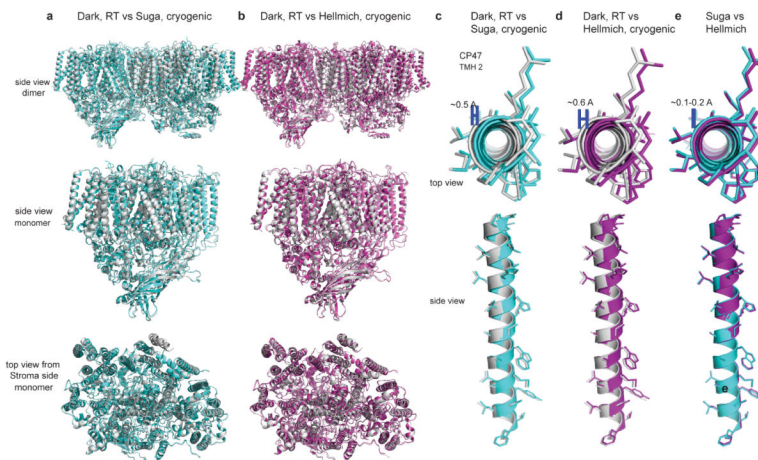 a Dark, RT vs Suga, cryogenic
b Dark, RT vs Hellmich, cryogenic
c Dark, RT vs
Suga, cryogenic
d Dark, RT vs
Hellmich, cryogenic
e Suga vs
Hellmich
side view
dimer
CP47
TMH 2
~0.5 A
~0.6 A
~0.1-0.2 A
top view
side view
monomer
side view
top view from
Stroma side
monomer
e